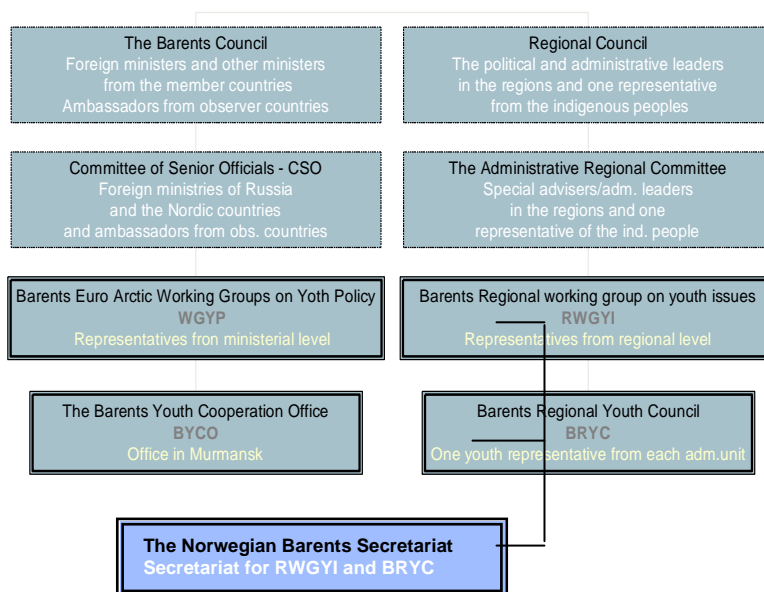 The Barents Council
Foreign ministers and other ministers
from the member countries
Ambassadors from observer countries
Regional Council
The political and administrative leaders
in the regions and one representative
from the indigenous peoples
Committee of Senior Officials - CSO
Foreign ministries of Russia
and the Nordic countries
and ambassadors from obs. countries
The Administrative Regional Committee
Special advisers/adm. leaders
in the regions and one
representative of the ind. people
Barents Euro Arctic Working Groups on Yoth Policy
WGYP
Representatives fron ministerial level
Barents Regional working group on youth issues
RWGYI
Representatives from regional level
The Barents Youth Cooperation Office
BYCO
Office in Murmansk
Barents Regional Youth Council
BRYC
One youth representative from each adm.unit
The Norwegian Barents Secretariat
Secretariat for RWGYI and BRYC